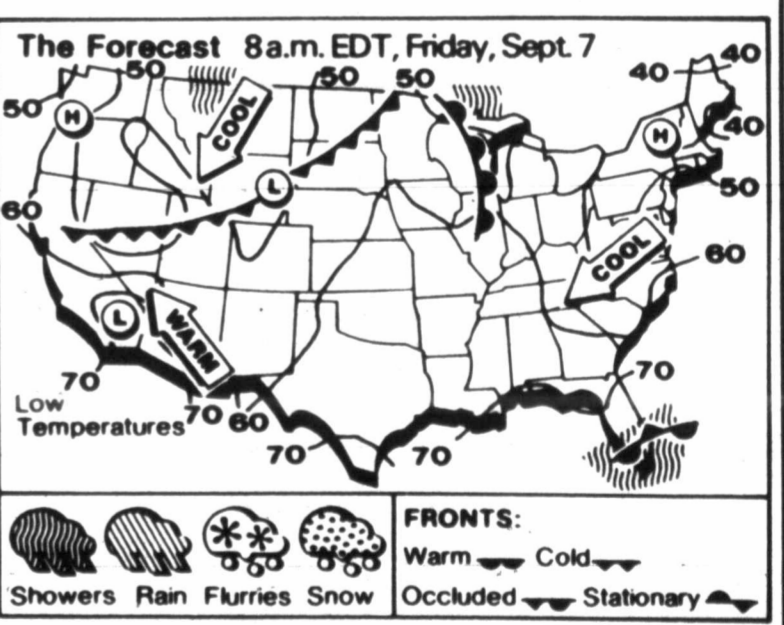 The Forecast 8 a.m. EDT, Friday, Sept. 7
50 50 50 40 40
50 H COOL H 40
L 50
60 COOL 60
L WARM
70 70 60 70 70 70
Low
Temperatures
Showers Rain Flurries Snow
FRONTS:
Warm Cold
Occluded Stationary